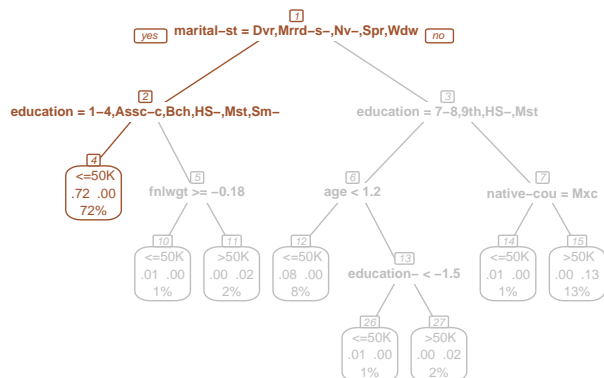 1
marital-st = Dvr,Mrrd-s-,Nv-,Spr,Wdw
yes
no
2
education = 1-4,Assc-c,Bch,HS-,Mst,Sm-
3
education = 7-8,9th,HS-,Mst
4
<=50K
.72 .00
72%
5
fnlwgt >= -0.18
6
age < 1.2
7
native-cou = Mxc
10
<=50K
.01 .00
1%
11
>50K
.00 .02
2%
12
<=50K
.08 .00
8%
13
education- < -1.5
14
<=50K
.01 .00
1%
15
>50K
.00 .13
13%
26
<=50K
.01 .00
1%
27
>50K
.00 .02
2%